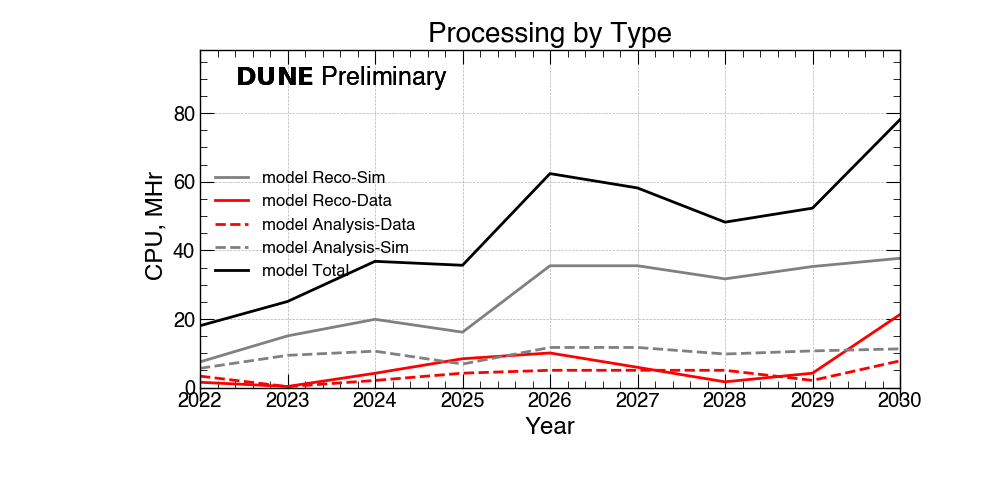 Processing by Type
DUNE Preliminary
CPU, MHr
80
60
40
20
0
model Reco-Sim
model Reco-Data
model Analysis-Data
model Analysis-Sim
model Total
2022 2023 2024 2025 2026 2027 2028 2029 2030
Year